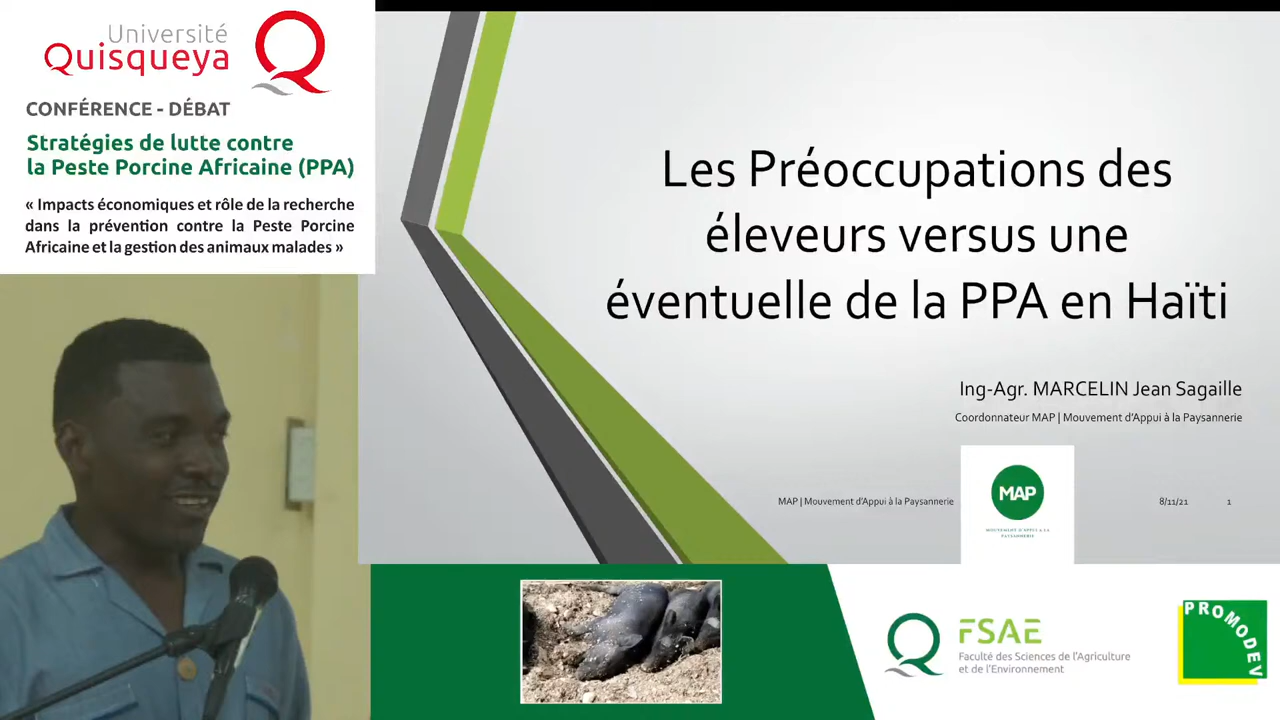 Université
Quisqueya
CONFÉRENCE - DÉBAT
Stratégies de lutte contre
la Peste Porcine Africaine (PPA)
« Impacts économiques et rôle de la recherche
dans la prévention contre la Peste Porcine
Africaine et la gestion des animaux malades »
Les Préoccupations des
éleveurs versus une
éventuelle de la PPA en Haïti
Ing-Agr. MARCELIN Jean Sagaille
Coordonnateur MAP | Mouvement d'Appui à la Paysannerie
MAP | Mouvement d'Appui à la Paysannerie
MAP
MOUVEMENT D'APPUI A LA
PAYSANNERIE
8/11/21
1
FSAE
Faculté des Sciences de l'Agriculture
et de l'Environnement
PROMODEV